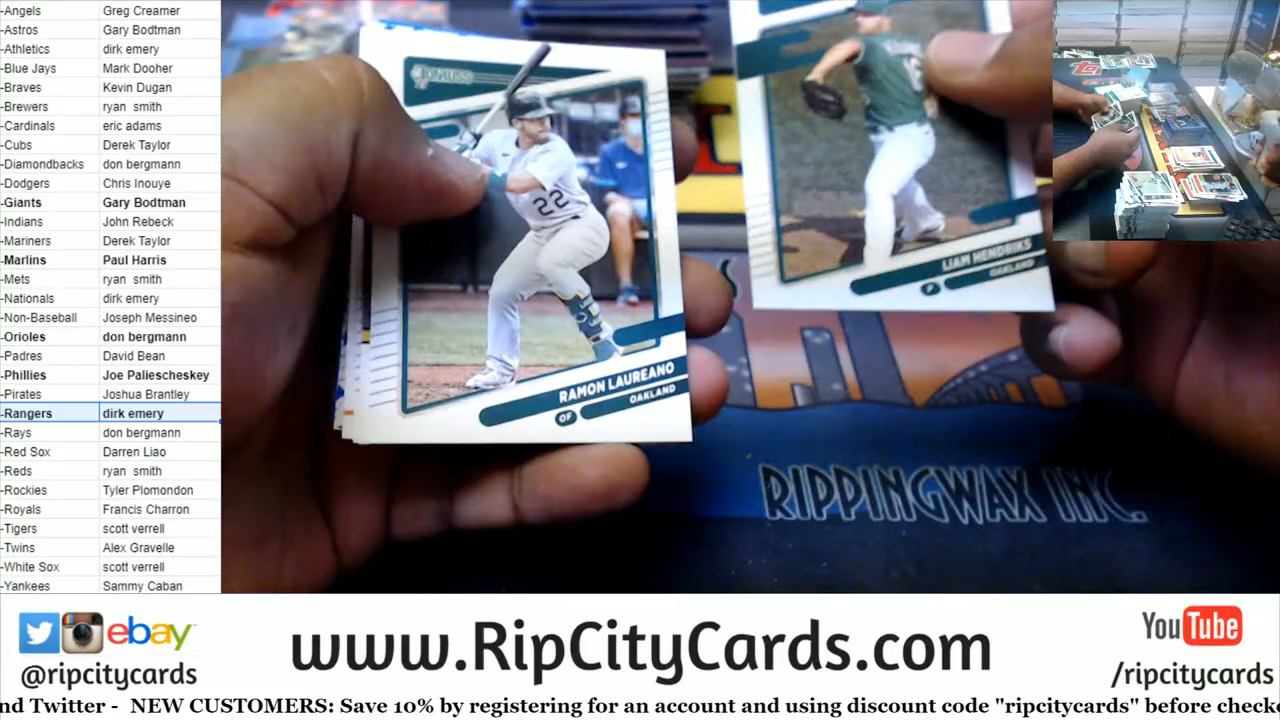 -Angels Greg Creamer
-Astros Gary Bodtman
-Athletics dirk emery
-Blue Jays Mark Dooher
-Braves Kevin Dugan
-Brewers ryan smith
-Cardinals eric adams
-Cubs Derek Taylor
-Diamondbacks don bergmann
-Dodgers Chris Inouye
-Giants Gary Bodtman
-Indians John Rebeck
-Mariners Derek Taylor
-Marlins Paul Harris
-Mets ryan smith
-Nationals dirk emery
-Non-Baseball Joseph Messineo
-Orioles don bergmann
-Padres David Bean
-Phillies Joe Paliescheskey
-Pirates Joshua Brantley
-Rangers dirk emery
-Rays don bergmann
-Red Sox Darren Liao
-Reds ryan smith
-Rockies Tyler Plomondon
-Royals Francis Charron
-Tigers scott verrell
-Twins Alex Gravelle
-White Sox scott verrell
-Yankees Sammy Caban
DONRUSS
22
RAMON LAUREANO
OF OAKLAND
LIAM HENDRIKS
P OAKLAND
RIPPINGWAX INC.
ebay
@ripcitycards
www.RipCityCards.com
YouTube
/ripcitycards
nd Twitter - NEW CUSTOMERS: Save 10% by registering for an account and using discount code "ripcitycards" before checko